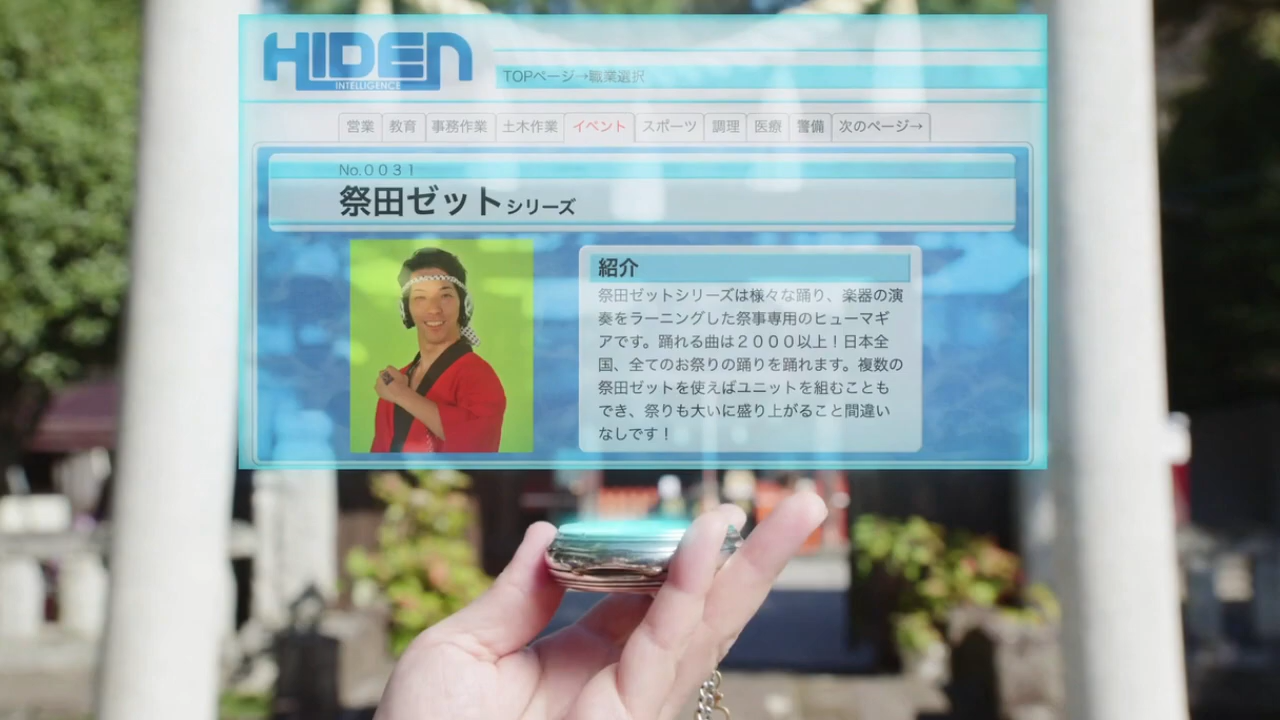 HIDEN
INTELLIGENCE
TOPページ→職業選択
営業 教育 事務作業 土木作業 イベント スポーツ 調理 医療 警備 次のページ→
No.００３１
祭田ゼットシリーズ
紹介
祭田ゼットシリーズは様々な踊り、楽器の演
奏をラーニングした祭事専用のヒューマギ
アです。踊れる曲は２０００以上！日本全
国、全てのお祭りの踊りを踊れます。複数の
祭田ゼットを使えばユニットを組むことも
でき、祭りも大いに盛り上がること間違い
なしです！